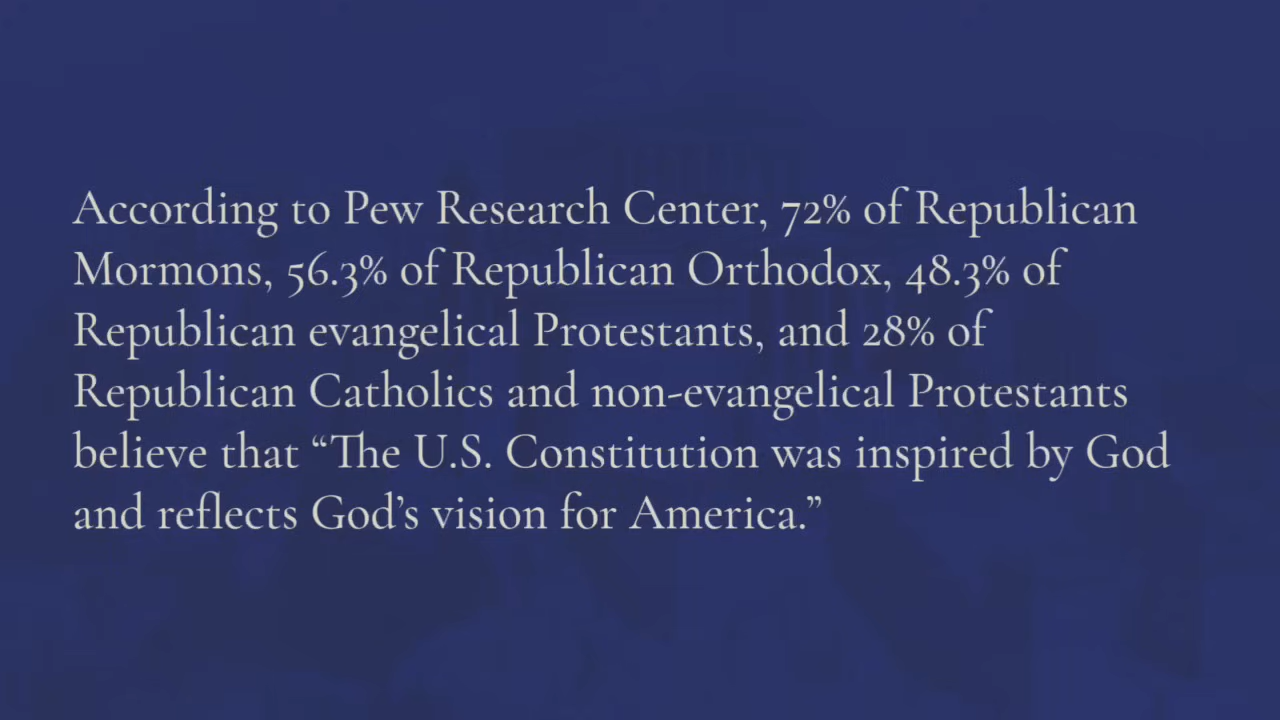 According to Pew Research Center, 72% of Republican
Mormons, 56.3% of Republican Orthodox, 48.3% of
Republican evangelical Protestants, and 28% of
Republican Catholics and non-evangelical Protestants
believe that “The U.S. Constitution was inspired by God
and reflects God’s vision for America.”